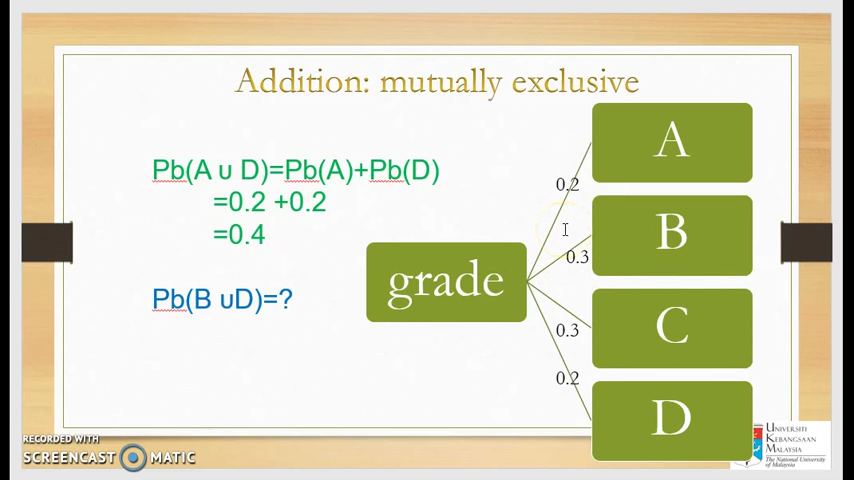 Addition: mutually exclusive
Pb(A ∪ D)=Pb(A)+Pb(D)
=0.2 +0.2
=0.4
Pb(B ∪D)=?
grade
0.2
0.3
0.3
0.2
A
B
C
D
RECORDED WITH
SCREENCAST MATIC
UNIVERSITI
KEBANGSAAN
MALAYSIA
The National University
of Malaysia